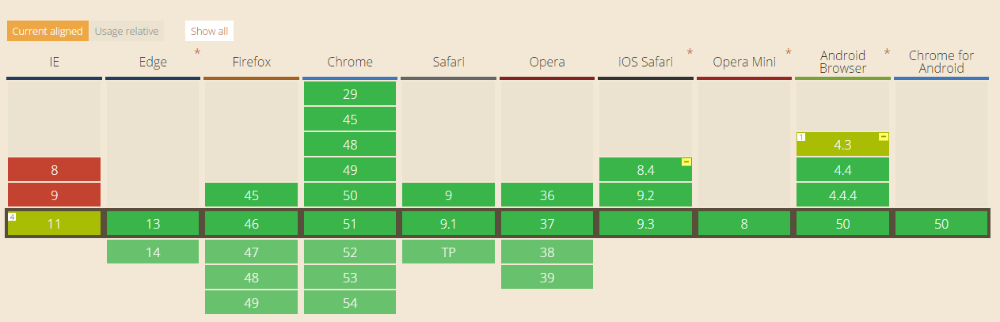 Current aligned Usage relative Show all
IE Edge * Firefox Chrome Safari Opera iOS Safari * Opera Mini * Android Browser * Chrome for Android
29
45
48 1 4.3 -
8 49 8.4 - 4.4
9 45 50 9 36 9.2 4.4.4
4 11 13 46 51 9.1 37 9.3 8 50 50
14 47 52 TP 38
48 53 39
49 54